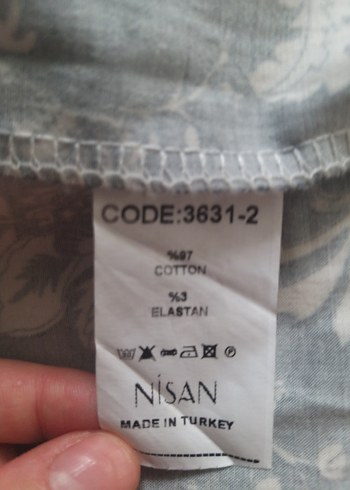 CODE:3631-2
%97
COTTON
%3
ELASTAN
NİSAN
MADE IN TURKEY